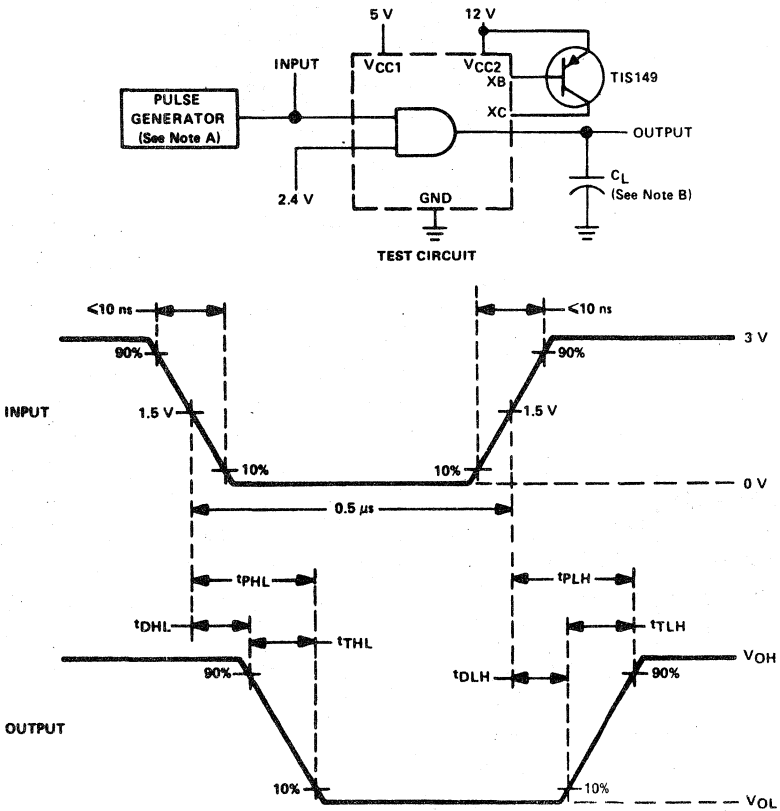 5 V
12 V
INPUT
VCC1
VCC2
XB
TIS149
PULSE
GENERATOR
(See Note A)
XC
OUTPUT
2.4 V
GND
CL
(See Note B)
TEST CIRCUIT
≤10 ns
≤10 ns
3 V
90%
90%
INPUT
1.5 V
1.5 V
10%
10%
0 V
0.5 μs
tPHL
tPLH
tDHL
tTHL
tTLH
VOH
90%
tDLH
90%
OUTPUT
10%
10%
VOL